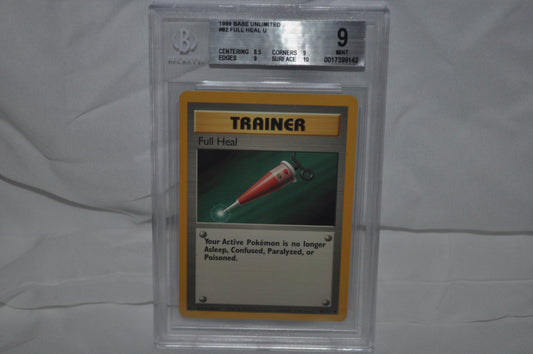 1999 BASE UNLIMITED
#82 FULL HEAL U
CENTERING 8.5 CORNERS 9
EDGES 9 SURFACE 10
9
MINT
0017399142
B
BECKETT
TRAINER
Full Heal
Your Active Pokémon is no longer
Asleep, Confused, Paralyzed, or
Poisoned.